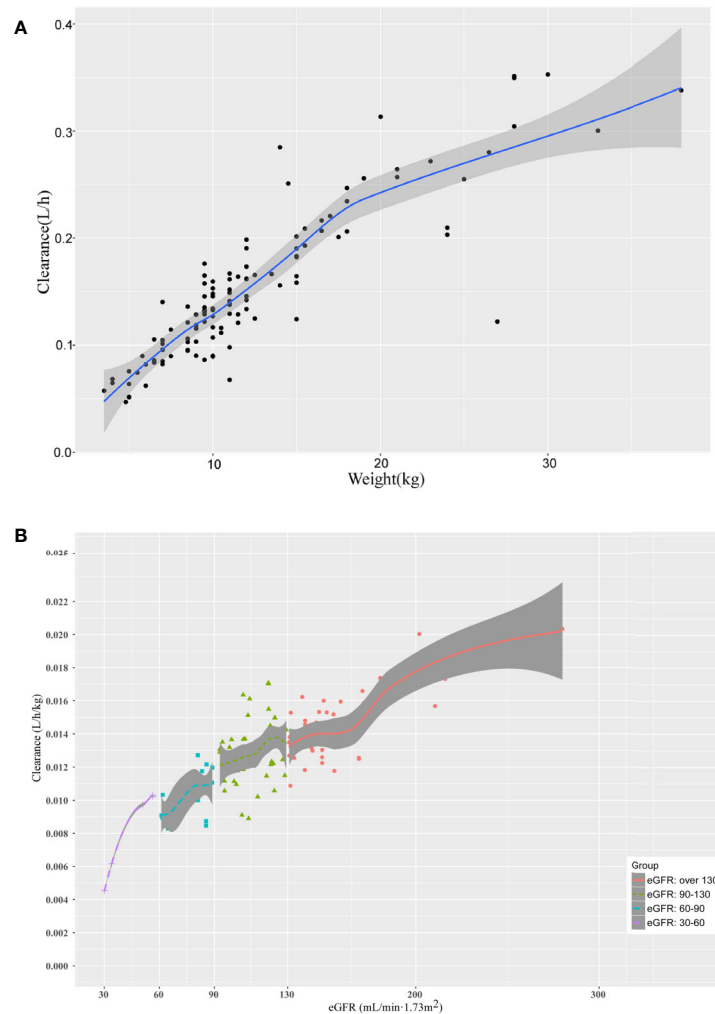 A
0.4
0.3
0.2
0.1
0.0
Clearance(L/h)
10 20 30
Weight(kg)
B
0.022
0.020
0.018
0.016
0.014
0.012
0.010
0.008
0.006
0.004
0.002
0.000
Clearance (L/h/kg)
Group
eGFR: over 130
eGFR: 90-130
eGFR: 60-90
eGFR: 30-60
30 60 90 130 200 300
eGFR (mL/min·1.73m²)